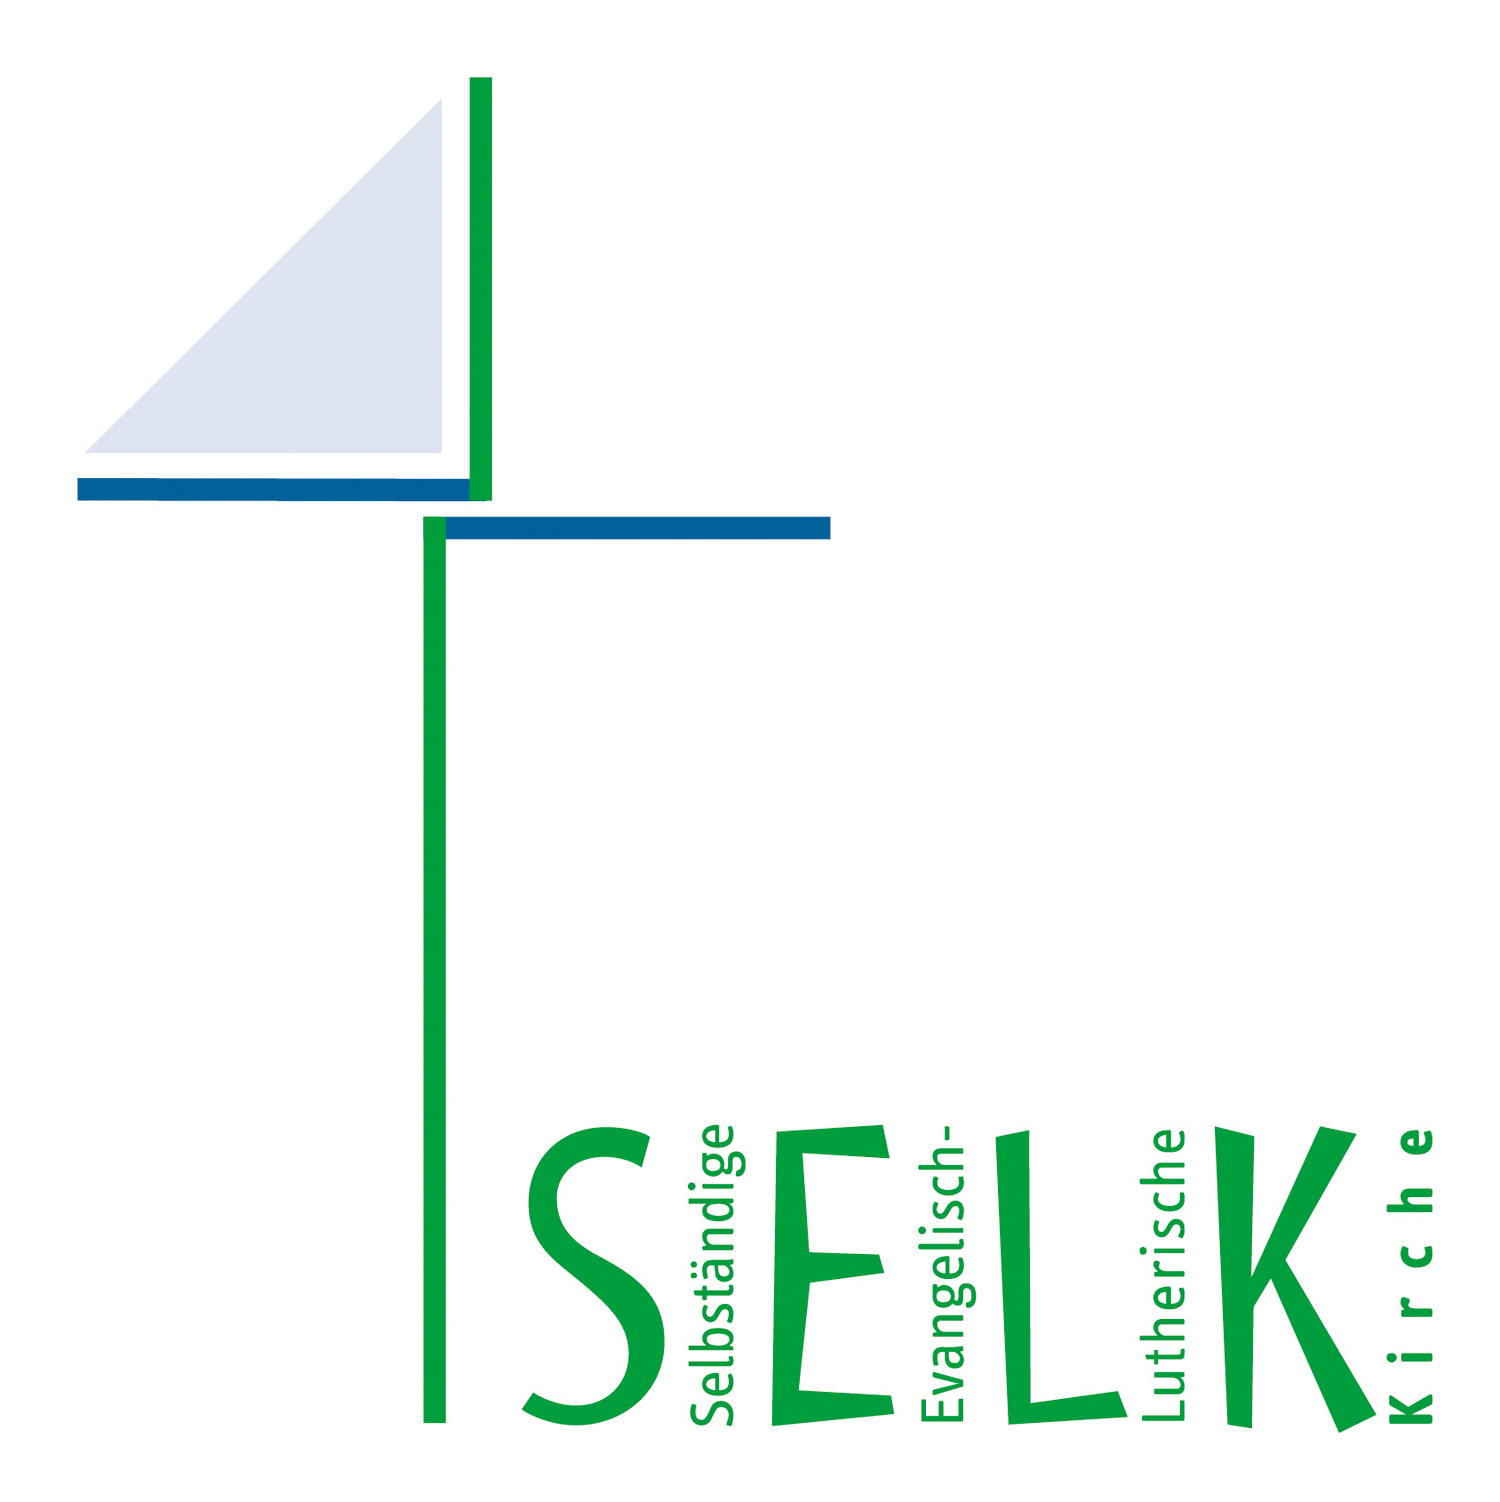 SELK
Selbständige
Evangelisch-
Lutherische
Kirche